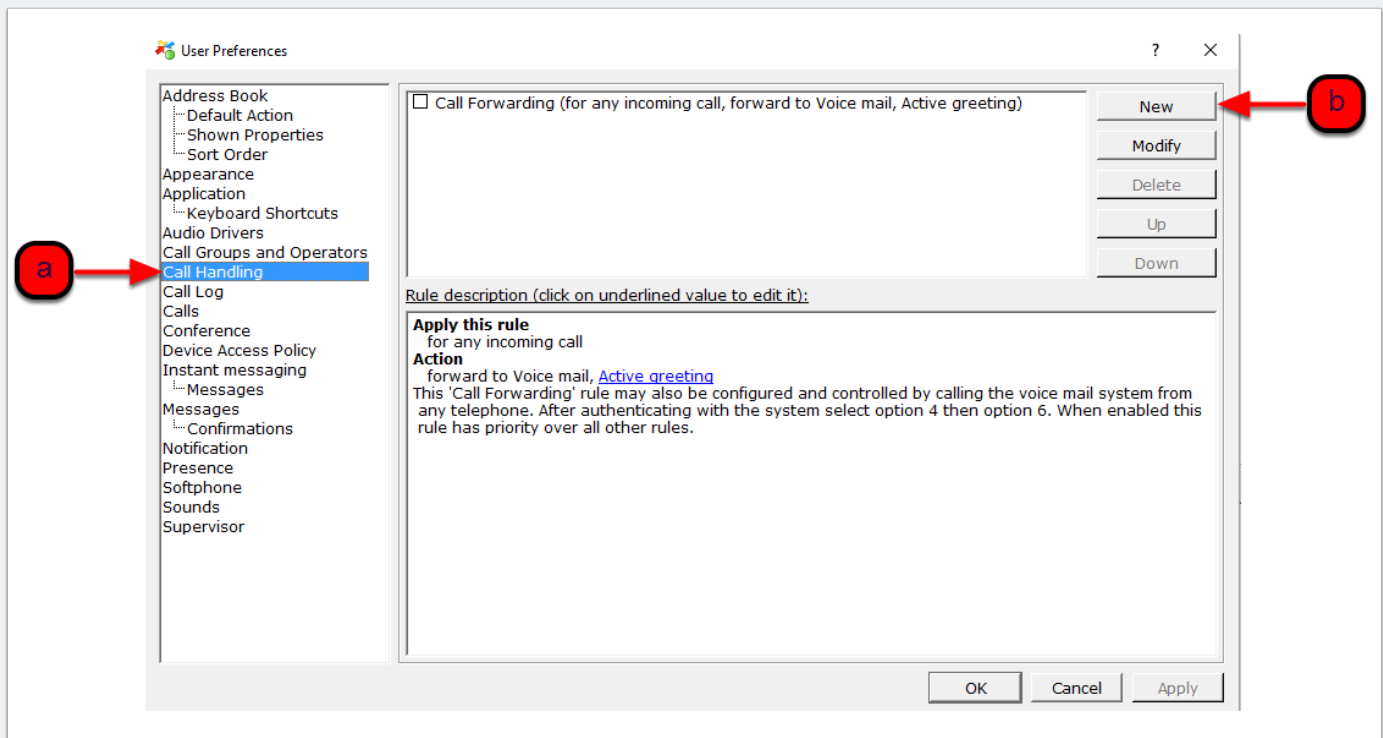 User Preferences
?
Address Book
Default Action
Shown Properties
Sort Order
Appearance
Application
Keyboard Shortcuts
Audio Drivers
Call Groups and Operators
Call Handling
Call Log
Calls
Conference
Device Access Policy
Instant messaging
Messages
Messages
Confirmations
Notification
Presence
Softphone
Sounds
Supervisor
a
Call Forwarding (for any incoming call, forward to Voice mail, Active greeting)
New
Modify
Delete
Up
Down
b
Rule description (click on underlined value to edit it):
Apply this rule
for any incoming call
Action
forward to Voice mail, Active greeting
This 'Call Forwarding' rule may also be configured and controlled by calling the voice mail system from
any telephone. After authenticating with the system select option 4 then option 6. When enabled this
rule has priority over all other rules.
OK
Cancel
Apply